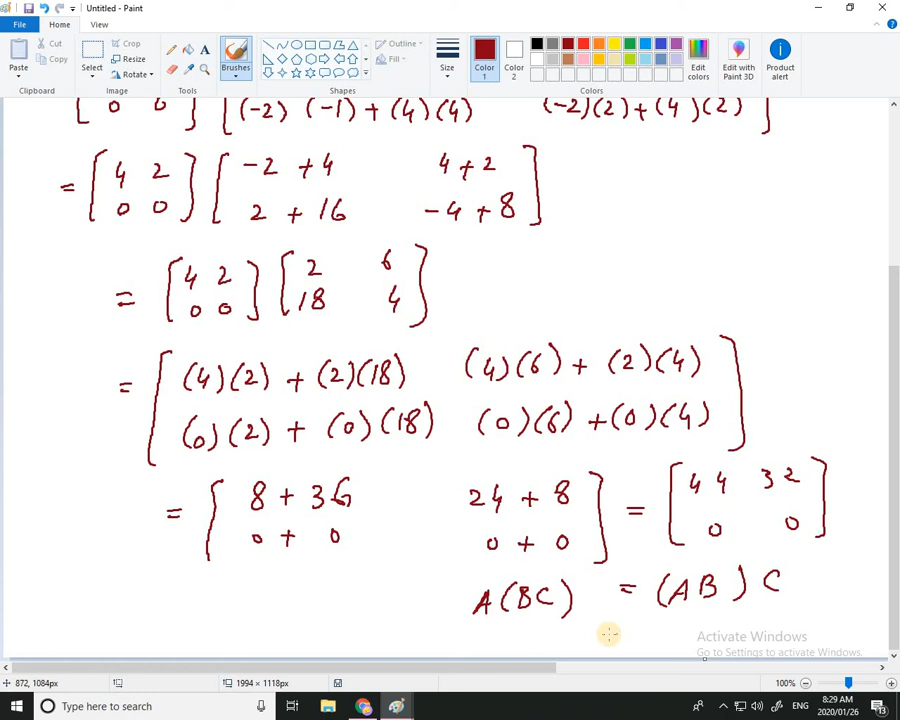 Untitled - Paint
File Home View
Paste Cut Copy Select Crop Resize Rotate Brushes Outline Fill Size Color 1 Color 2 Edit colors Edit with Paint 3D Product alert
Clipboard Image Tools Shapes Colors
[0 0] [(-2) (-1) + (4)(4) (-2)(2) + (4)(2)]
= [4 2 [-2 + 4 4 + 2
0 0] 2 + 16 -4 + 8]
= [4 2 [2 6
0 0] 18 4]
= [(4)(2) + (2)(18) (4)(6) + (2)(4)
(0)(2) + (0)(18) (0)(6) + (0)(4)]
= [8 + 36 24 + 8 = [44 32
0 + 0 0 + 0] 0 0]
A(BC) = (AB)C
Activate Windows
Go to Settings to activate Windows.
872, 1084px 1994 × 1118px 100%
Type here to search ENG 8:29 AM 2020/01/26 13